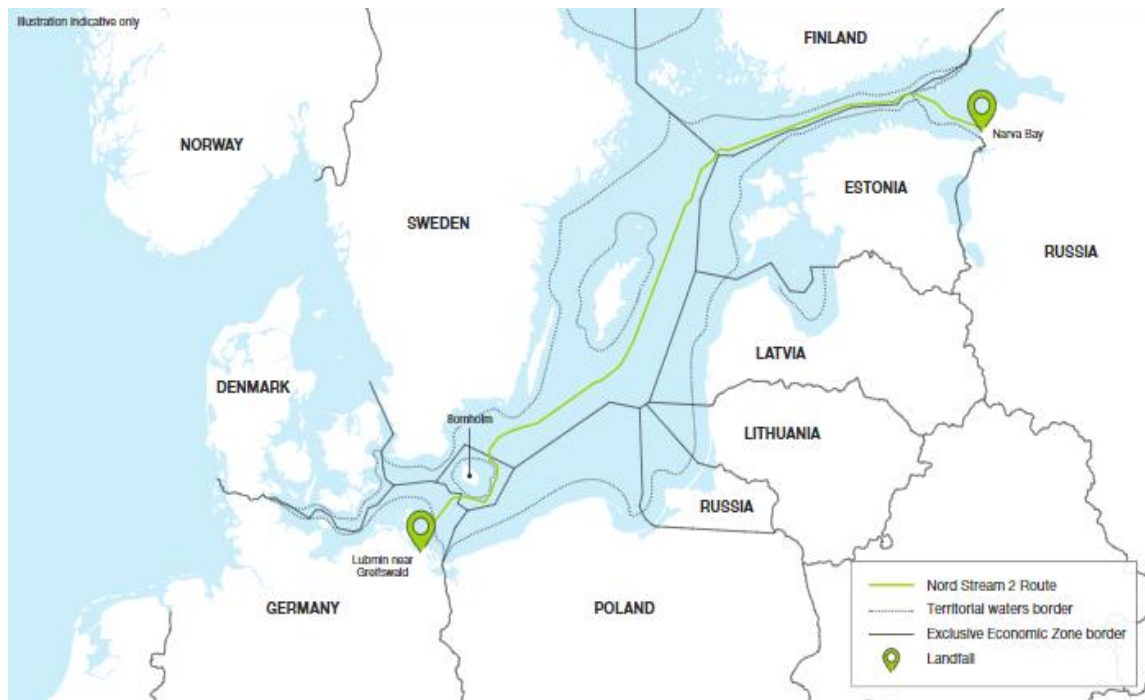 Illustration indicative only
FINLAND
NORWAY
Narva Bay
ESTONIA
SWEDEN
RUSSIA
LATVIA
DENMARK
Bornholm
LITHUANIA
RUSSIA
Lubmin near
Greifswald
GERMANY
POLAND
Nord Stream 2 Route
Territorial waters border
Exclusive Economic Zone border
Landfall